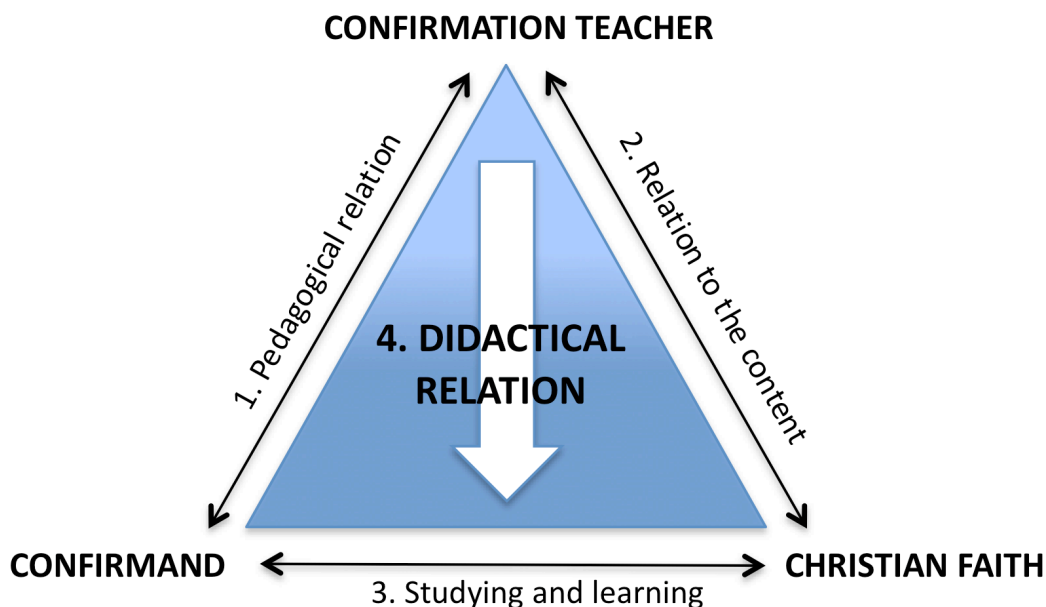 CONFIRMATION TEACHER
1. Pedagogical relation
2. Relation to the content
4. DIDACTICAL
RELATION
CONFIRMAND
CHRISTIAN FAITH
3. Studying and learning